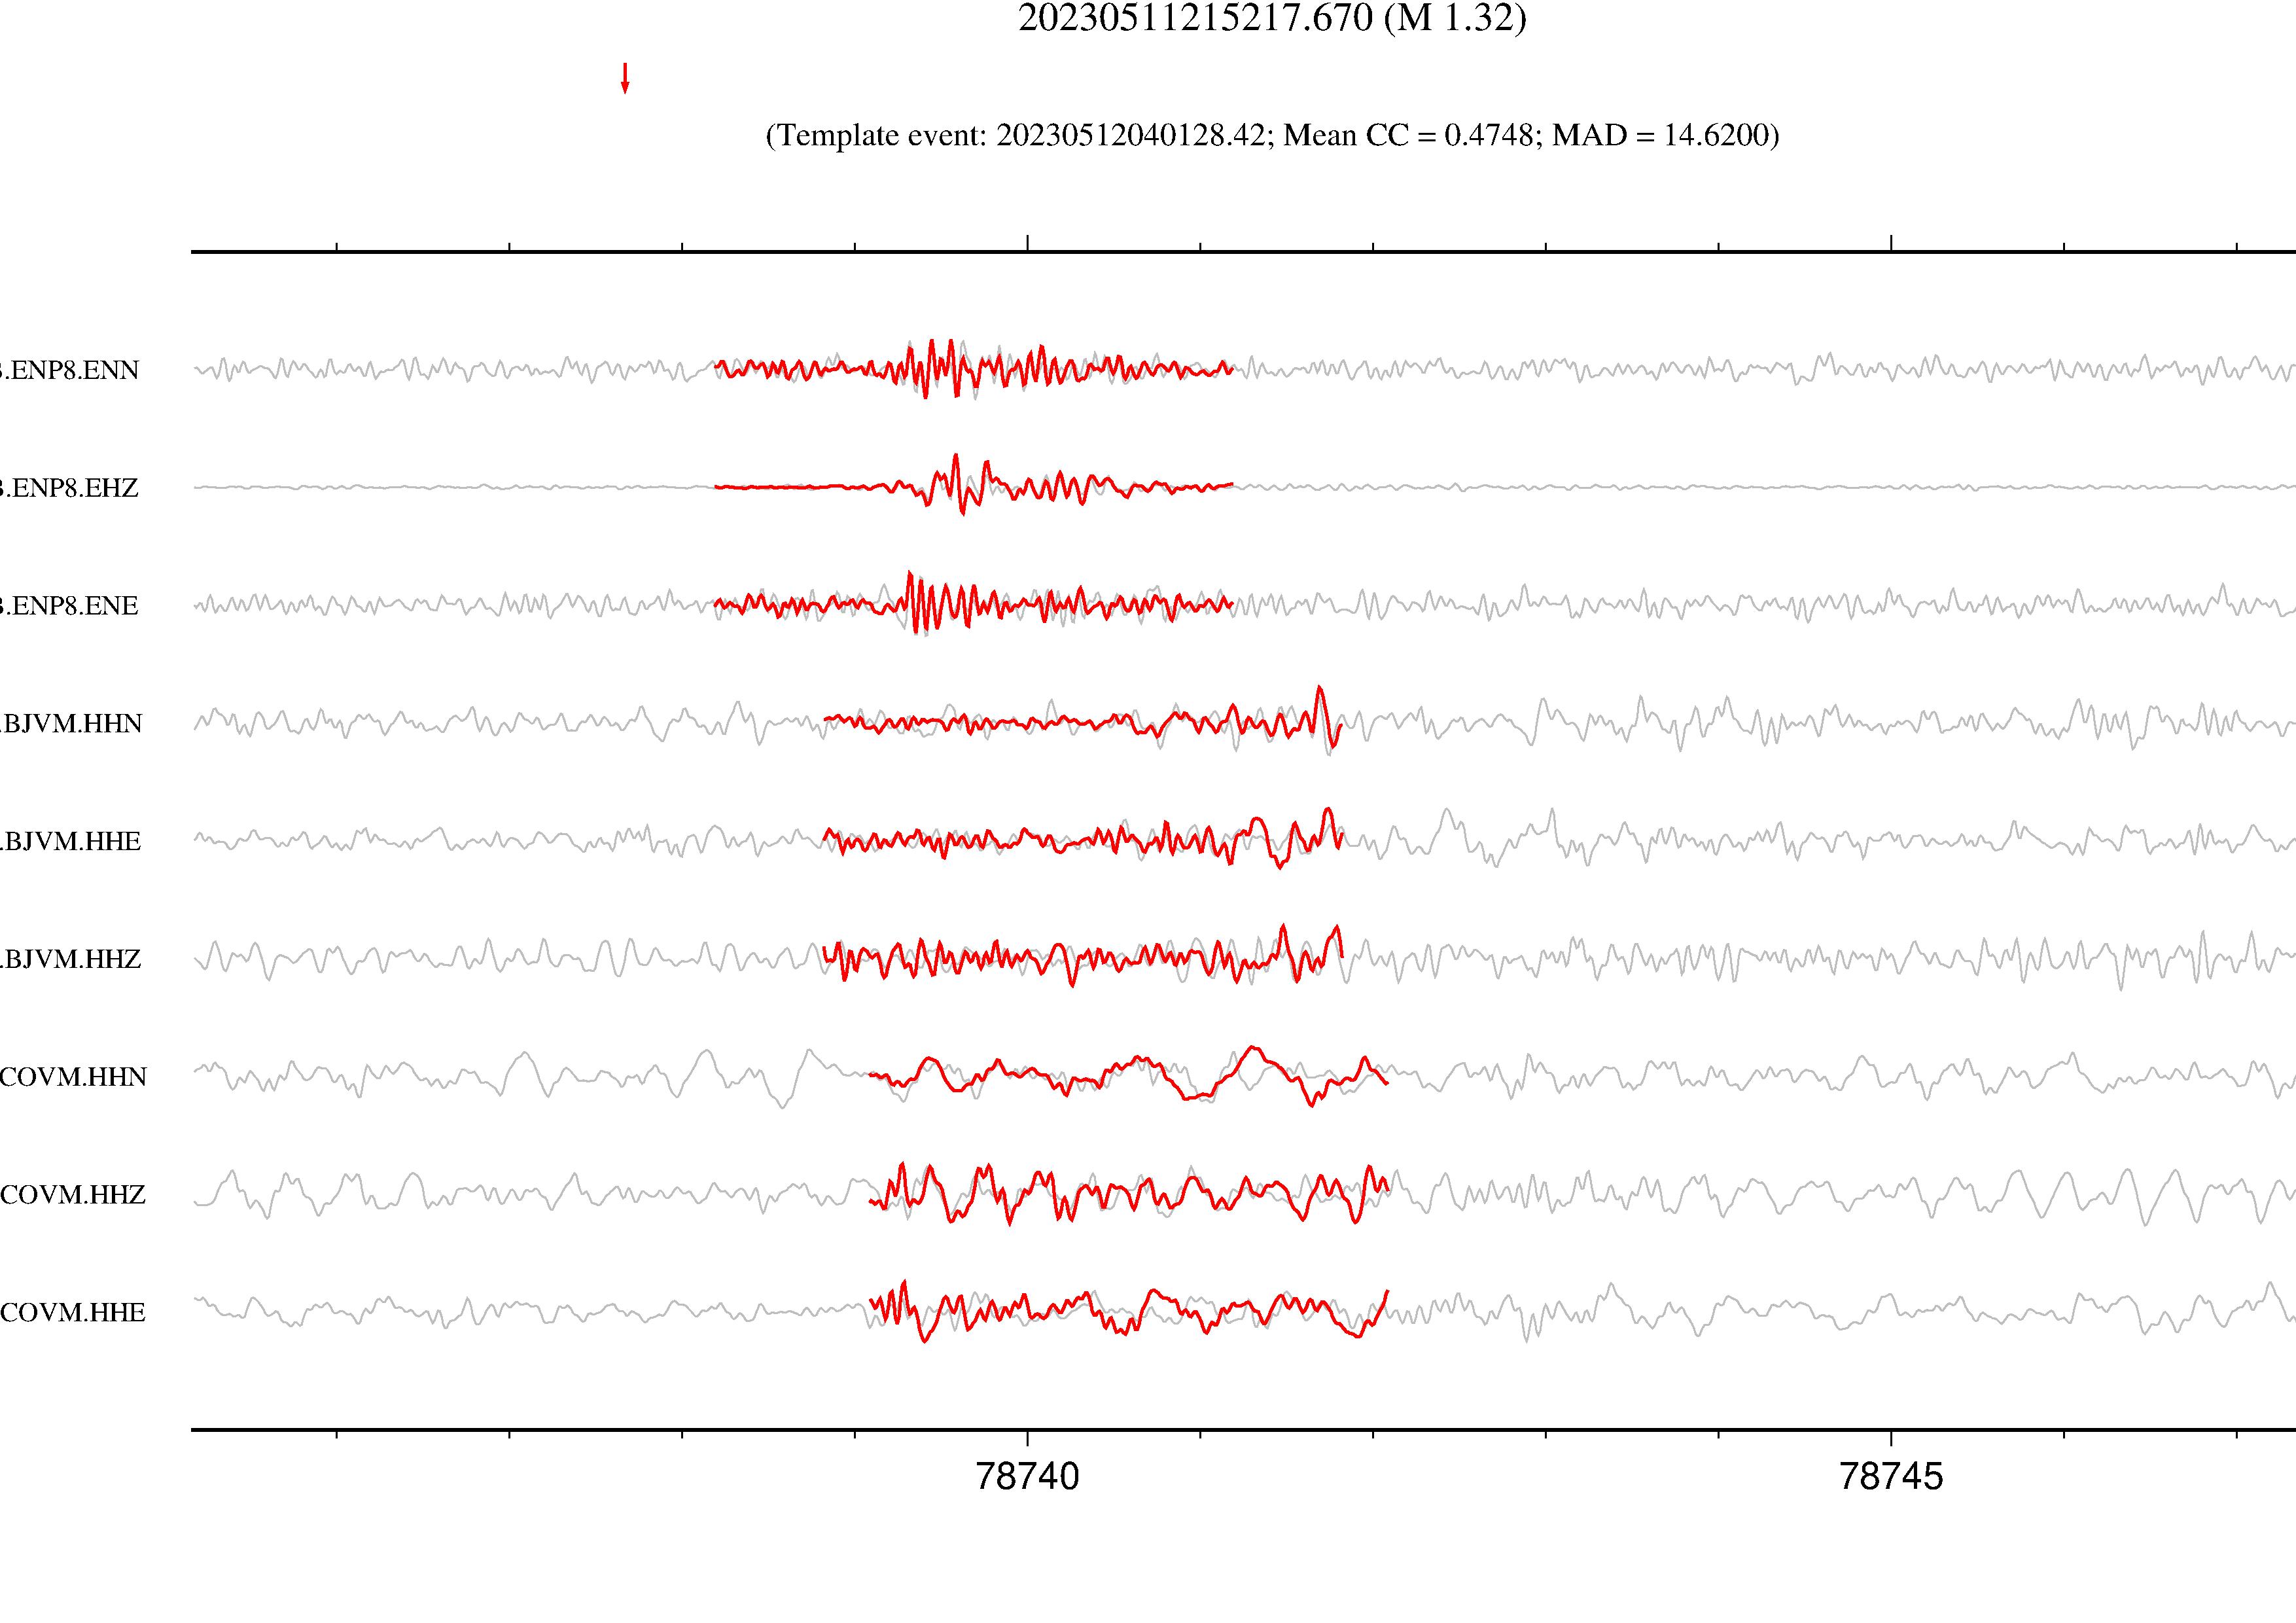 20230511215217.670 (M 1.32)
(Template event: 20230512040128.42; Mean CC = 0.4748; MAD = 14.6200)
.ENP8.ENN
.ENP8.EHZ
.ENP8.ENE
.BJVM.HHN
.BJVM.HHE
.BJVM.HHZ
COVM.HHN
COVM.HHZ
COVM.HHE
78740
78745